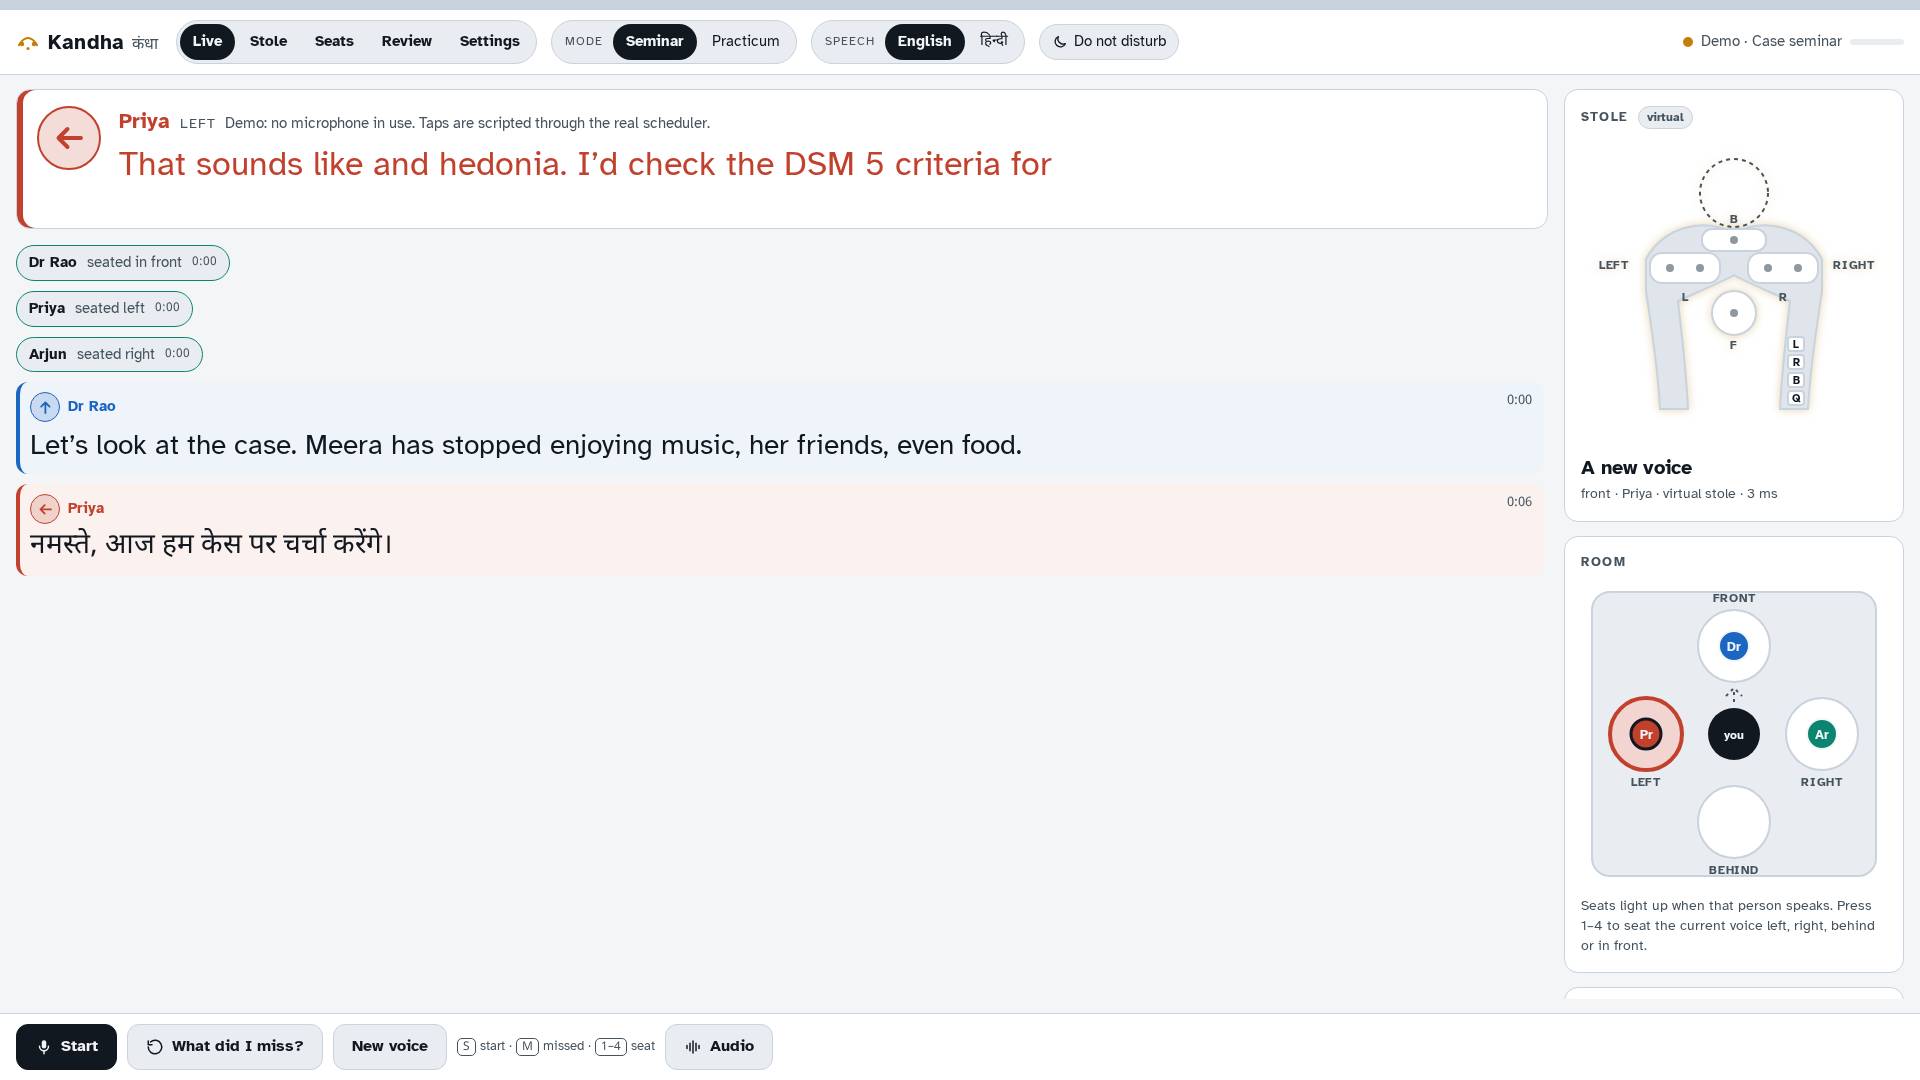 Kandha कंधा
Live Stole Seats Review Settings
MODE Seminar Practicum
SPEECH English हिन्दी
Do not disturb
Demo · Case seminar
Priya LEFT Demo: no microphone in use. Taps are scripted through the real scheduler.
That sounds like and hedonia. I’d check the DSM 5 criteria for
Dr Rao seated in front 0:00
Priya seated left 0:00
Arjun seated right 0:00
Dr Rao 0:00
Let’s look at the case. Meera has stopped enjoying music, her friends, even food.
Priya 0:06
नमस्ते, आज हम केस पर चर्चा करेंगे।
STOLE virtual
B
LEFT RIGHT
L R
F
L
R
B
Q
A new voice
front · Priya · virtual stole · 3 ms
ROOM
FRONT
Dr
Pr you Ar
LEFT RIGHT
BEHIND
Seats light up when that person speaks. Press
1–4 to seat the current voice left, right, behind
or in front.
Start What did I miss? New voice S start · M missed · 1–4 seat Audio